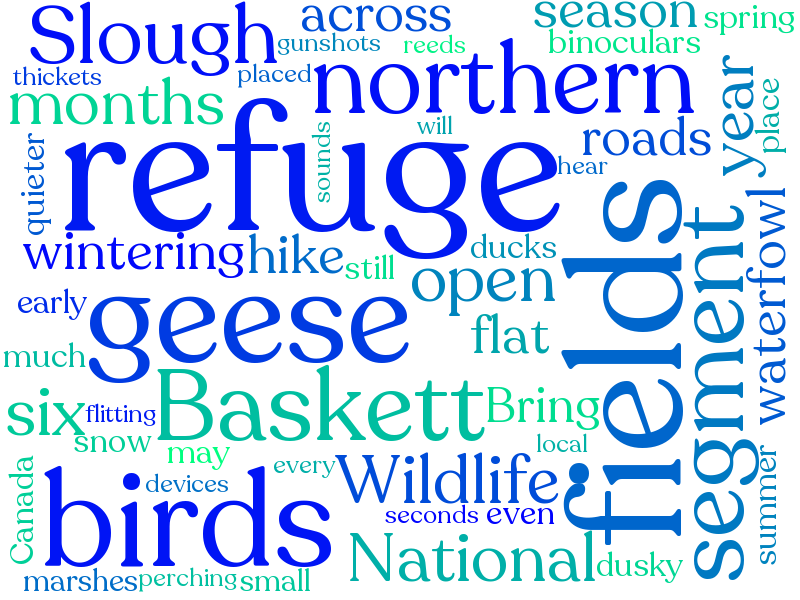 Slough
across
season
spring
gunshots
reeds
binoculars
thickets
placed
northern
months
will
year
place
refuge
sounds
roads
quieter
hear
wintering
hike
still
ducks
open
fields
segment
waterfowl
early
geese
flat
much
Baskett
Bring
six
flitting
snow
may
local
Canada
birds
devices
every
Wildlife
summer
seconds
even
National
dusky
marshes
perching
small